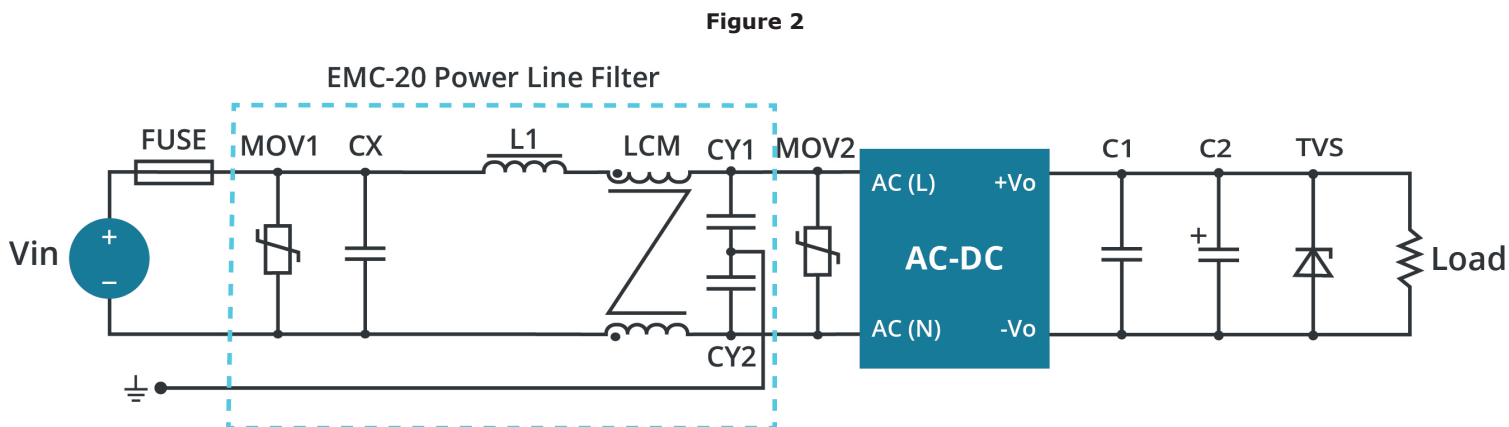 Figure 2
EMC-20 Power Line Filter
FUSE
MOV1
CX
L1
LCM
CY1
MOV2
C1
C2
TVS
AC (L)
+Vo
Vin
+
−
AC-DC
+
Load
AC (N)
-Vo
CY2